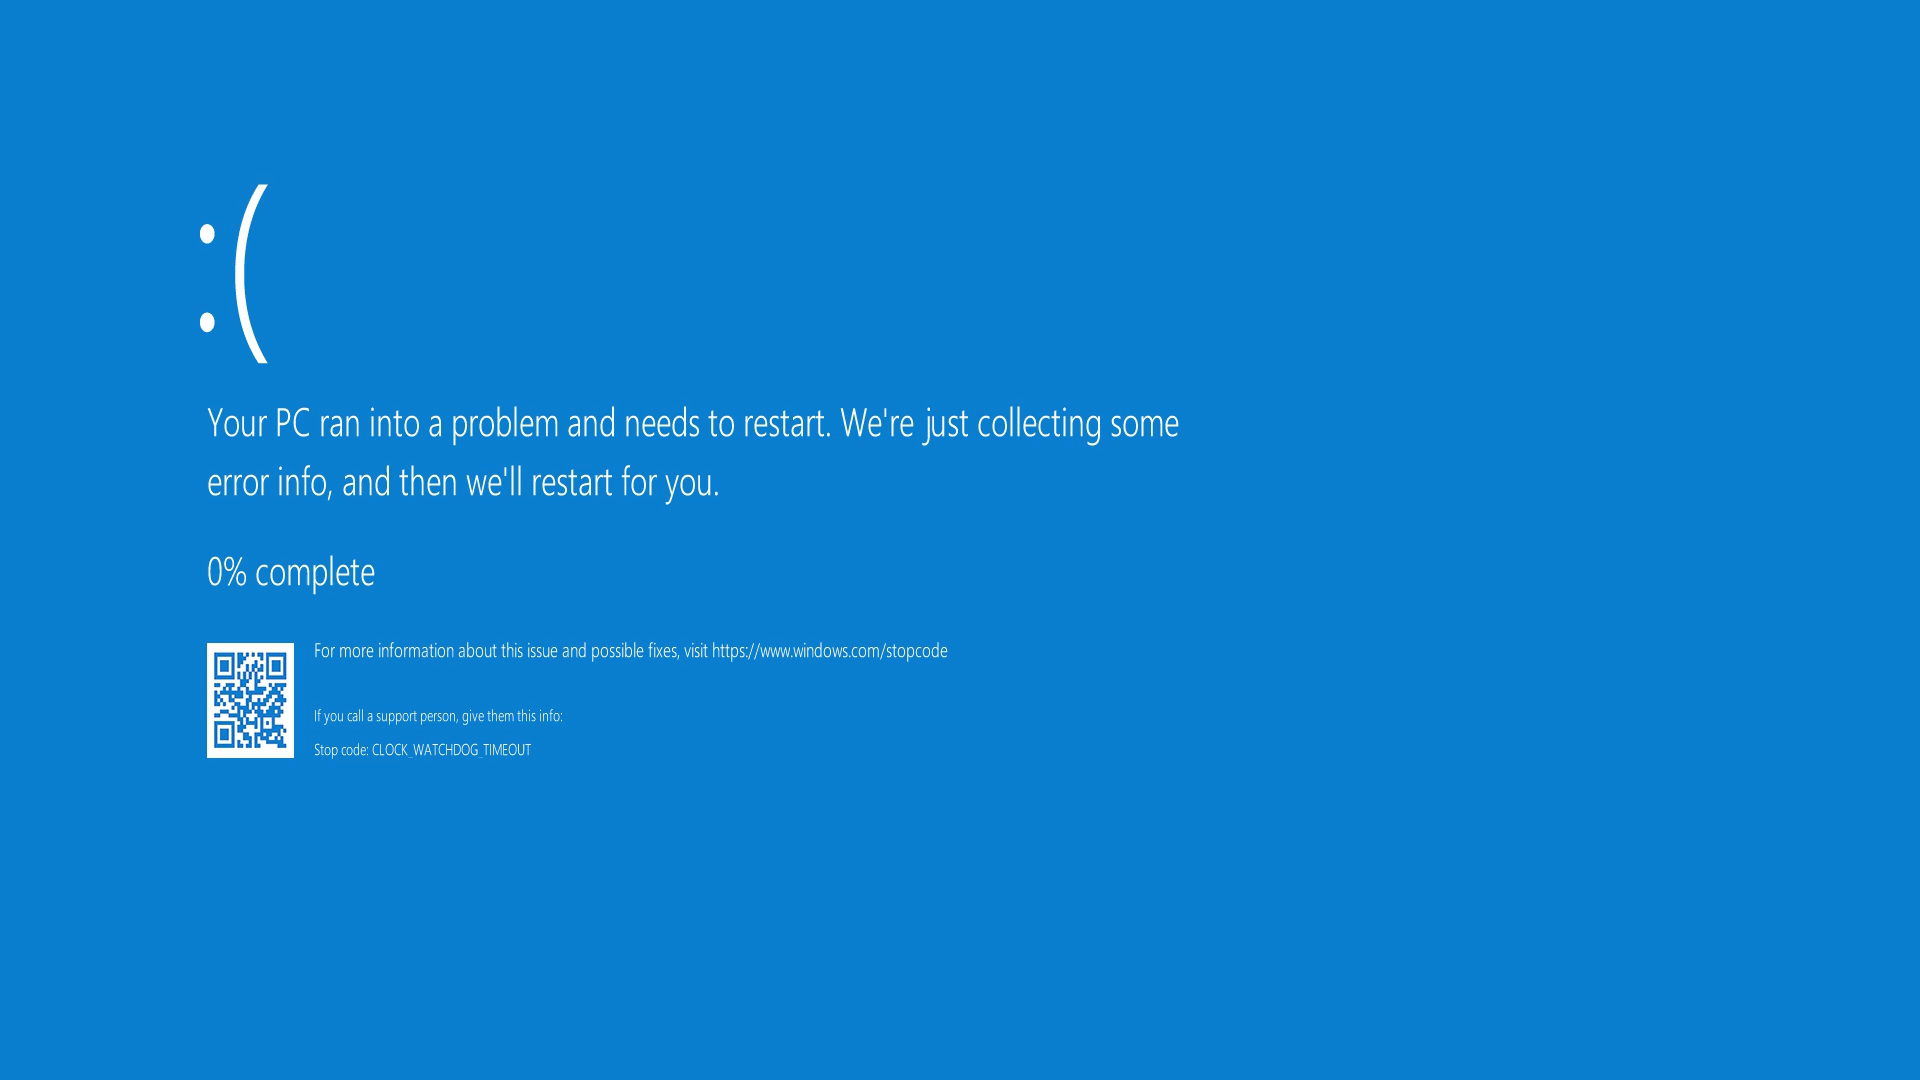 :(
Your PC ran into a problem and needs to restart. We're just collecting some
error info, and then we'll restart for you.
0% complete
For more information about this issue and possible fixes, visit https://www.windows.com/stopcode
If you call a support person, give them this info:
Stop code: CLOCK_WATCHDOG_TIMEOUT